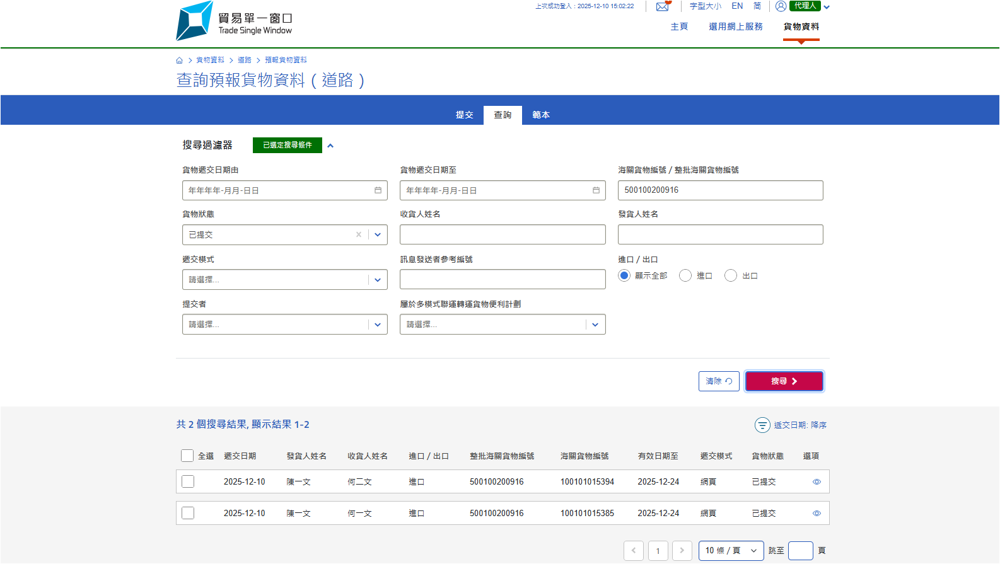 貿易單一窗口
Trade Single Window
上次成功登入：2025-12-10 15:02:22
字型大小 EN 简 代理人
主頁 選用網上服務 貨物資料
貨物資料 > 道路 > 預報貨物資料
查詢預報貨物資料（道路）
提交 查詢 範本
搜尋過濾器 已選定搜尋條件
貨物遞交日期由 貨物遞交日期至 海關貨物編號 / 整批海關貨物編號
年年年年-月月-日日 年年年年-月月-日日 500100200916
貨物狀態 收貨人姓名 發貨人姓名
已提交 x
遞交模式 訊息發送者參考編號 進口 / 出口
請選擇... 顯示全部 進口 出口
提交者 屬於多模式聯運轉運貨物便利計劃
請選擇... 請選擇...
清除 搜尋
共 2 個搜尋結果, 顯示結果 1-2 遞交日期: 降序
全選 遞交日期 發貨人姓名 收貨人姓名 進口 / 出口 整批海關貨物編號 海關貨物編號 有效日期至 遞交模式 貨物狀態 選項
2025-12-10 陳一文 何二文 進口 500100200916 100101015394 2025-12-24 網頁 已提交
2025-12-10 陳一文 何一文 進口 500100200916 100101015385 2025-12-24 網頁 已提交
< 1 > 10 條 / 頁 跳至 頁